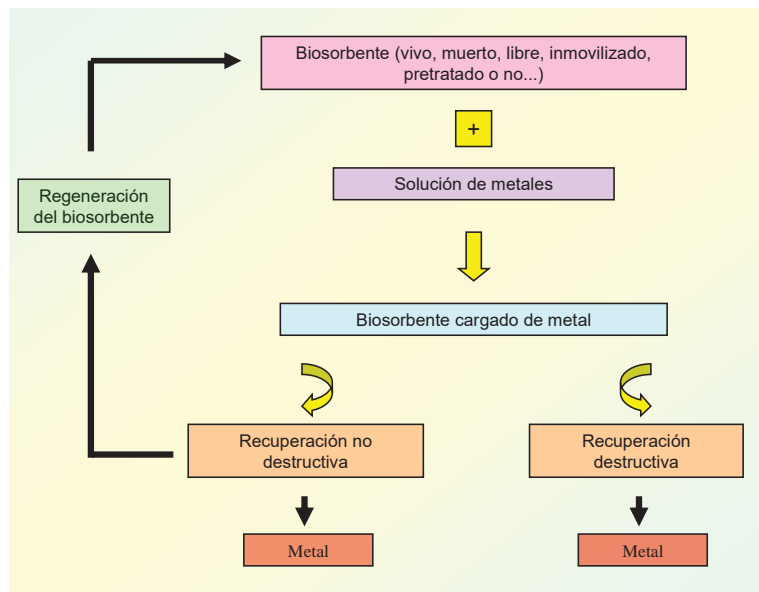 Biosorbente (vivo, muerto, libre, inmovilizado,
pretratado o no...)
+
Solución de metales
Regeneración
del biosorbente
Biosorbente cargado de metal
Recuperación no
destructiva
Recuperación
destructiva
Metal
Metal